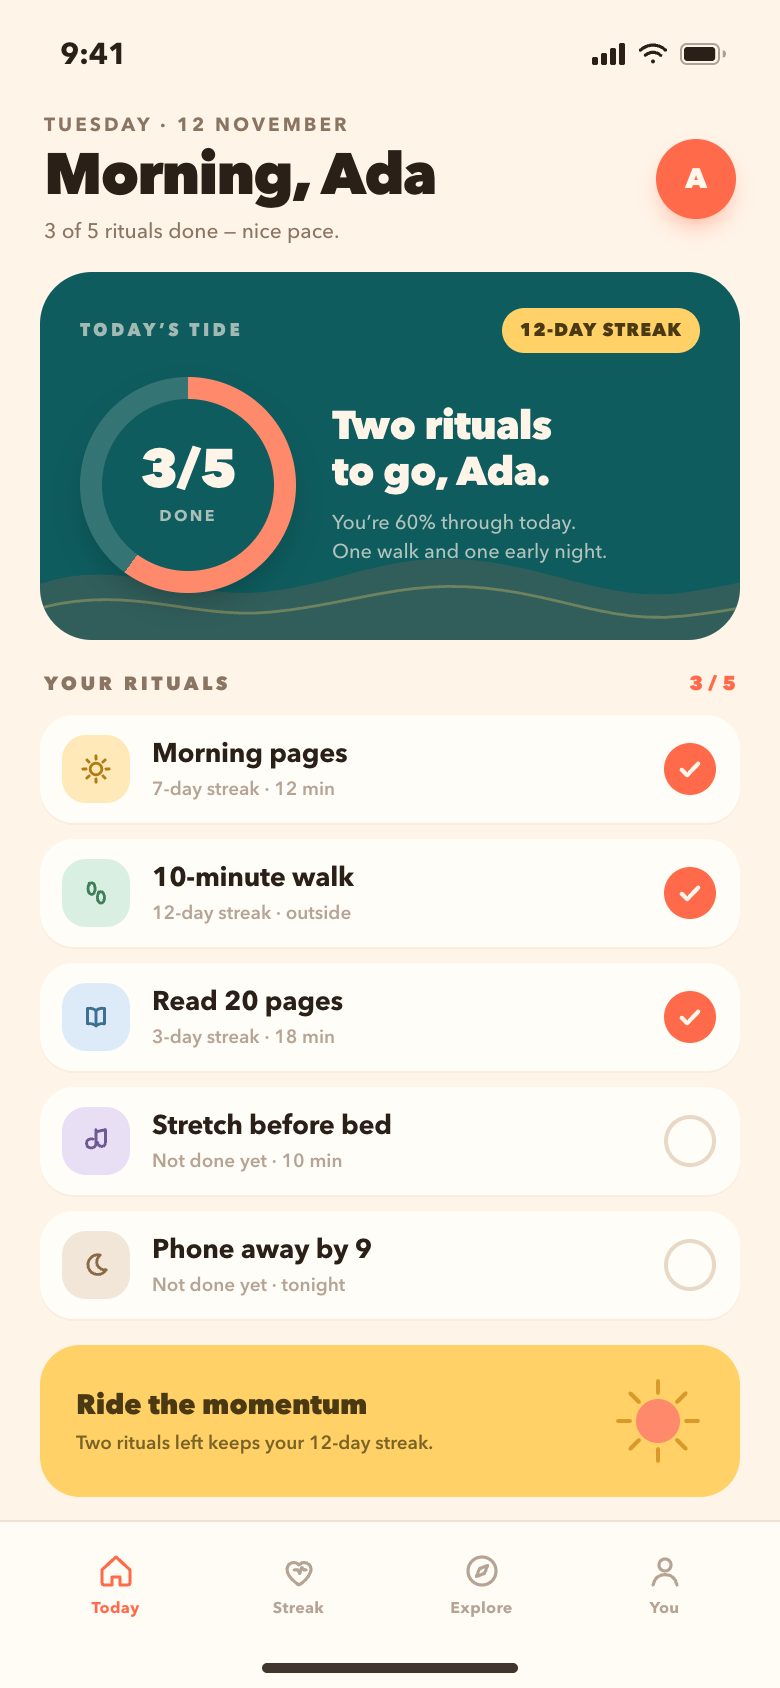 9:41
TUESDAY · 12 NOVEMBER
Morning, Ada
A
3 of 5 rituals done – nice pace.
TODAY’S TIDE
12-DAY STREAK
3/5
DONE
Two rituals
to go, Ada.
You’re 60% through today.
One walk and one early night.
YOUR RITUALS
3/5
Morning pages
7-day streak · 12 min
10-minute walk
12-day streak · outside
Read 20 pages
3-day streak · 18 min
Stretch before bed
Not done yet · 10 min
Phone away by 9
Not done yet · tonight
Ride the momentum
Two rituals left keeps your 12-day streak.
Today
Streak
Explore
You